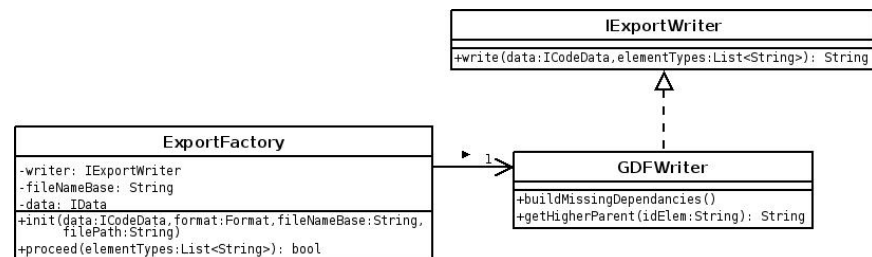 IExportWriter
+write(data:ICodeData,elementTypes:List<String>): String
ExportFactory
-writer: IExportWriter
-fileNameBase: String
-data: IData
+init(data:ICodeData,format:Format,fileNameBase:String,
filePath:String)
+proceed(elementTypes:List<String>): bool
1
GDFWriter
+buildMissingDependancies()
+getHigherParent(idElem:String): String